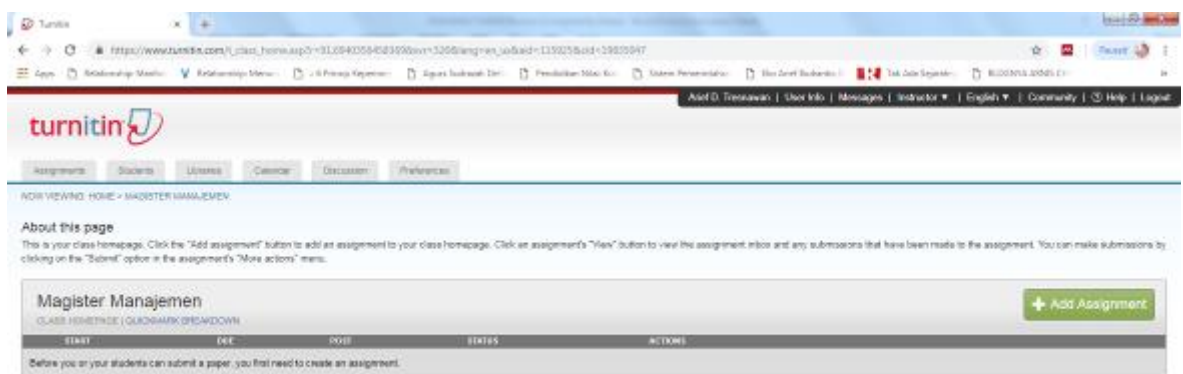 Turnitin
https://www.turnitin.com/t_class_home.asp?
Apps
Arief D. Tresnawan | User Info | Messages | Instructor ▼ | English ▼ | Community | ? Help | Logout
turnitin
Assignments Students Libraries Calendar Discussion Preferences
NOW VIEWING: HOME > MAGISTER MANAJEMEN
About this page
This is your class homepage. Click the "Add assignment" button to add an assignment to your class homepage. Click an assignment's "View" button to view the assignment inbox and any submissions that have been made to the assignment. You can make submissions by
clicking on the "Submit" option in the assignment's "More actions" menu.
Magister Manajemen
+ Add Assignment
CLASS HOMEPAGE | QUICKMARK BREAKDOWN
START DUE POST STATUS ACTIONS
Before you or your students can submit a paper, you first need to create an assignment.